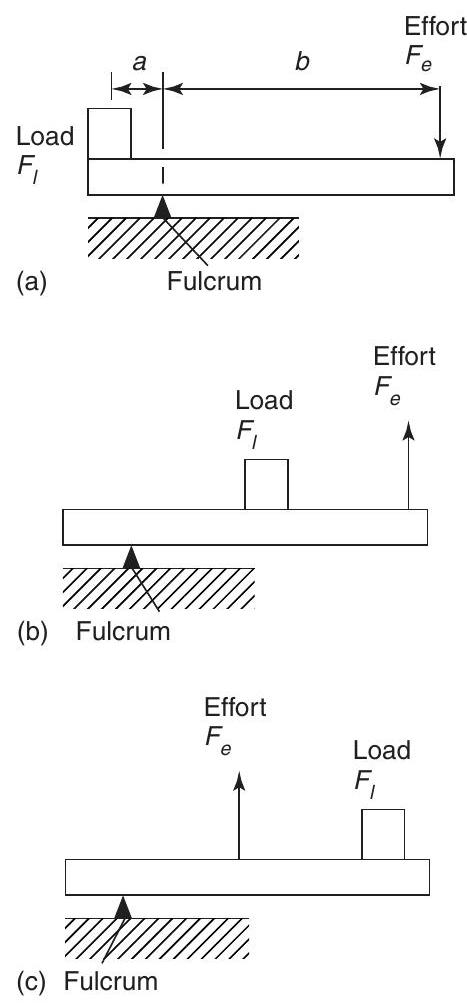 Effort
F_e
a
b
Load
F_l
(a)
Fulcrum
Effort
F_e
Load
F_l
(b) Fulcrum
Effort
F_e
Load
F_l
(c) Fulcrum